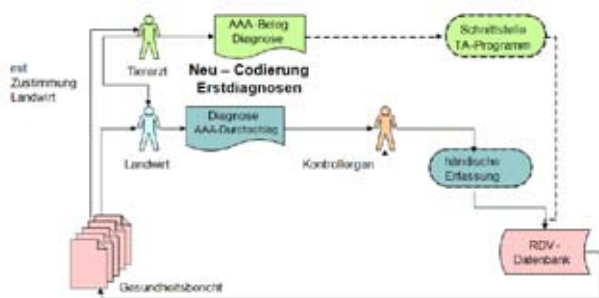 mit
Zustimmung
Landwirt
Tierarzt
AAA-Beleg
Diagnose
Schnittstelle
TA-Programm
Neu – Codierung
Erstdiagnosen
Diagnose
AAA-Durchschlag
Landwirt
Kontrollorgan
händische
Erfassung
RDV -
Datenbank
Gesundheitsbericht